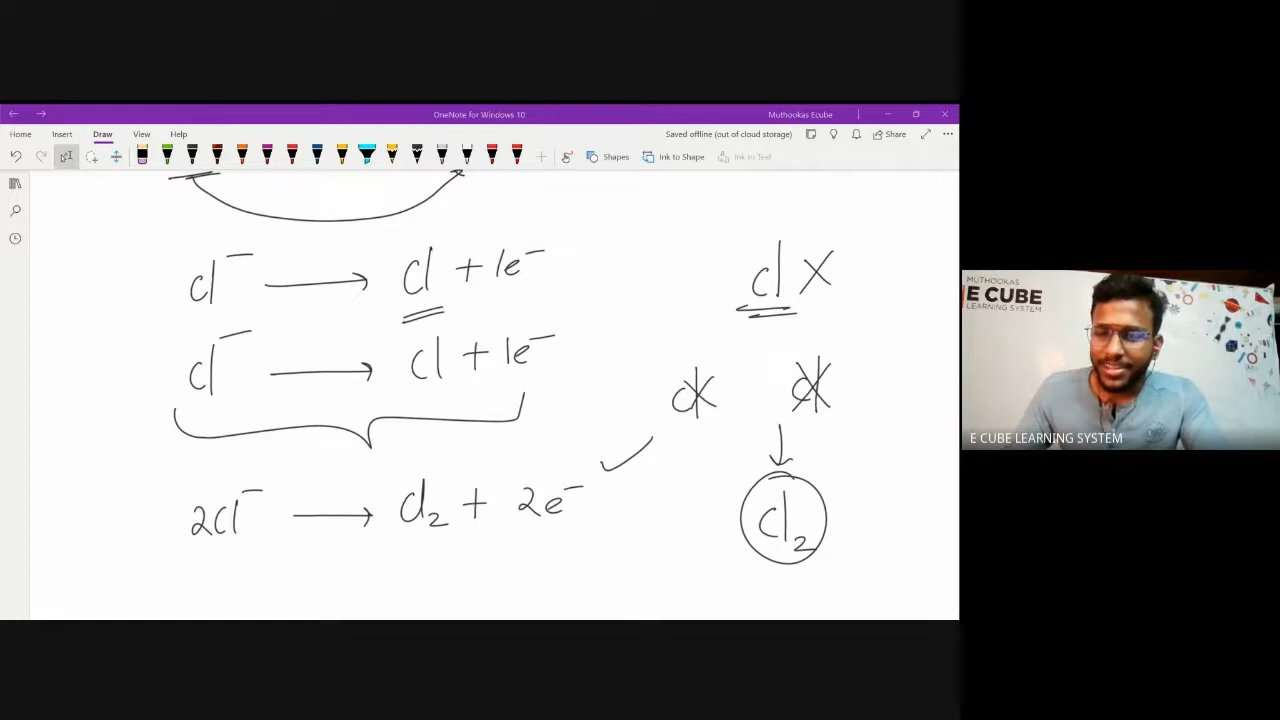 OneNote for Windows 10
Muthookas Ecube
Home Insert Draw View Help
Saved offline (out of cloud storage)
Share
Shapes
Ink to Shape
Ink to Text
cl⁻ → cl + 1e⁻
cl X
cl⁻ → cl + 1e⁻
cl cl
2cl⁻ → cl₂ + 2e⁻
cl₂
MUTHOOKAS
E CUBE
LEARNING SYSTEM
E CUBE LEARNING SYSTEM